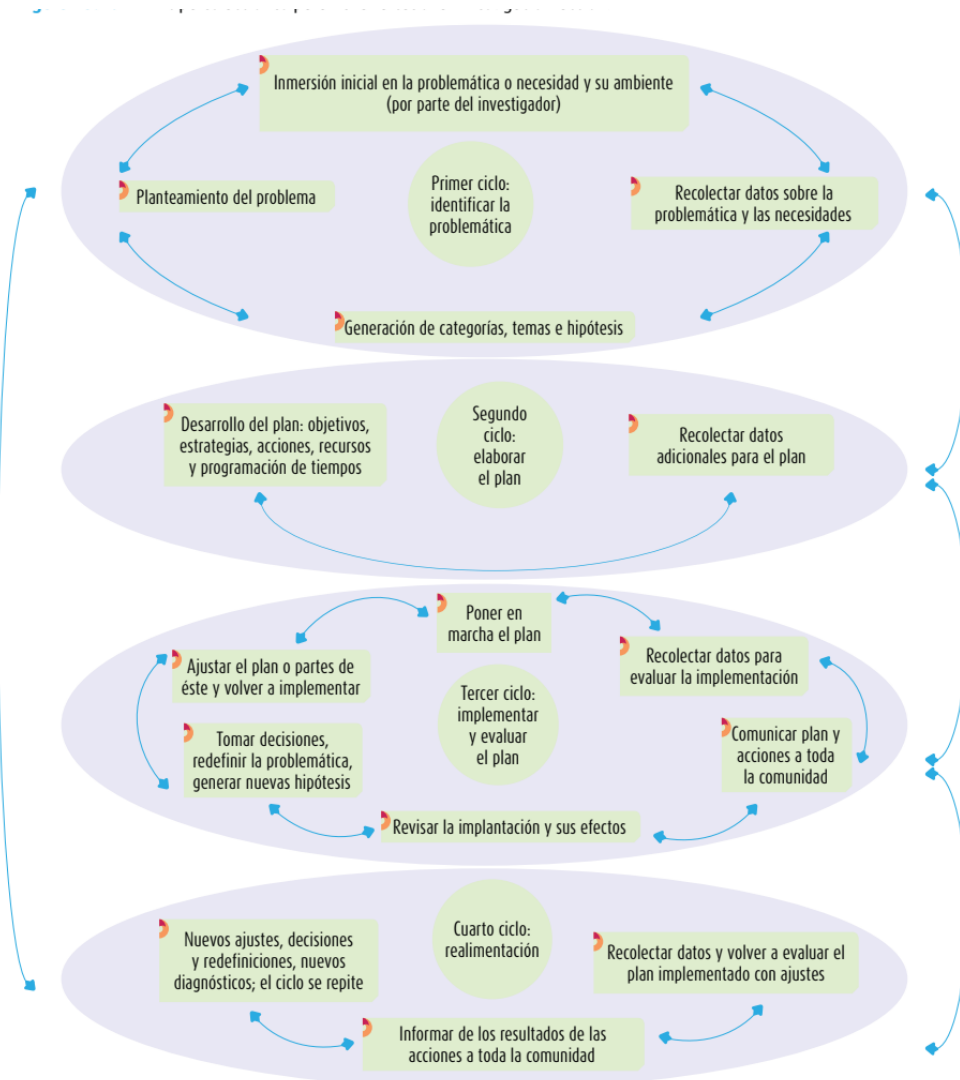 Inmersión inicial en la problemática o necesidad y su ambiente
(por parte del investigador)
Planteamiento del problema
Primer ciclo:
identificar la
problemática
Recolectar datos sobre la
problemática y las necesidades
Generación de categorías, temas e hipótesis
Desarrollo del plan: objetivos,
estrategias, acciones, recursos
y programación de tiempos
Segundo
ciclo:
elaborar
el plan
Recolectar datos
adicionales para el plan
Poner en
marcha el plan
Ajustar el plan o partes de
éste y volver a implementar
Recolectar datos para
evaluar la implementación
Tercer ciclo:
implementar
y evaluar
el plan
Tomar decisiones,
redefinir la problemática,
generar nuevas hipótesis
Comunicar plan y
acciones a toda
la comunidad
Revisar la implantación y sus efectos
Nuevos ajustes, decisiones
y redefiniciones, nuevos
diagnósticos; el ciclo se repite
Cuarto ciclo:
realimentación
Recolectar datos y volver a evaluar el
plan implementado con ajustes
Informar de los resultados de las
acciones a toda la comunidad